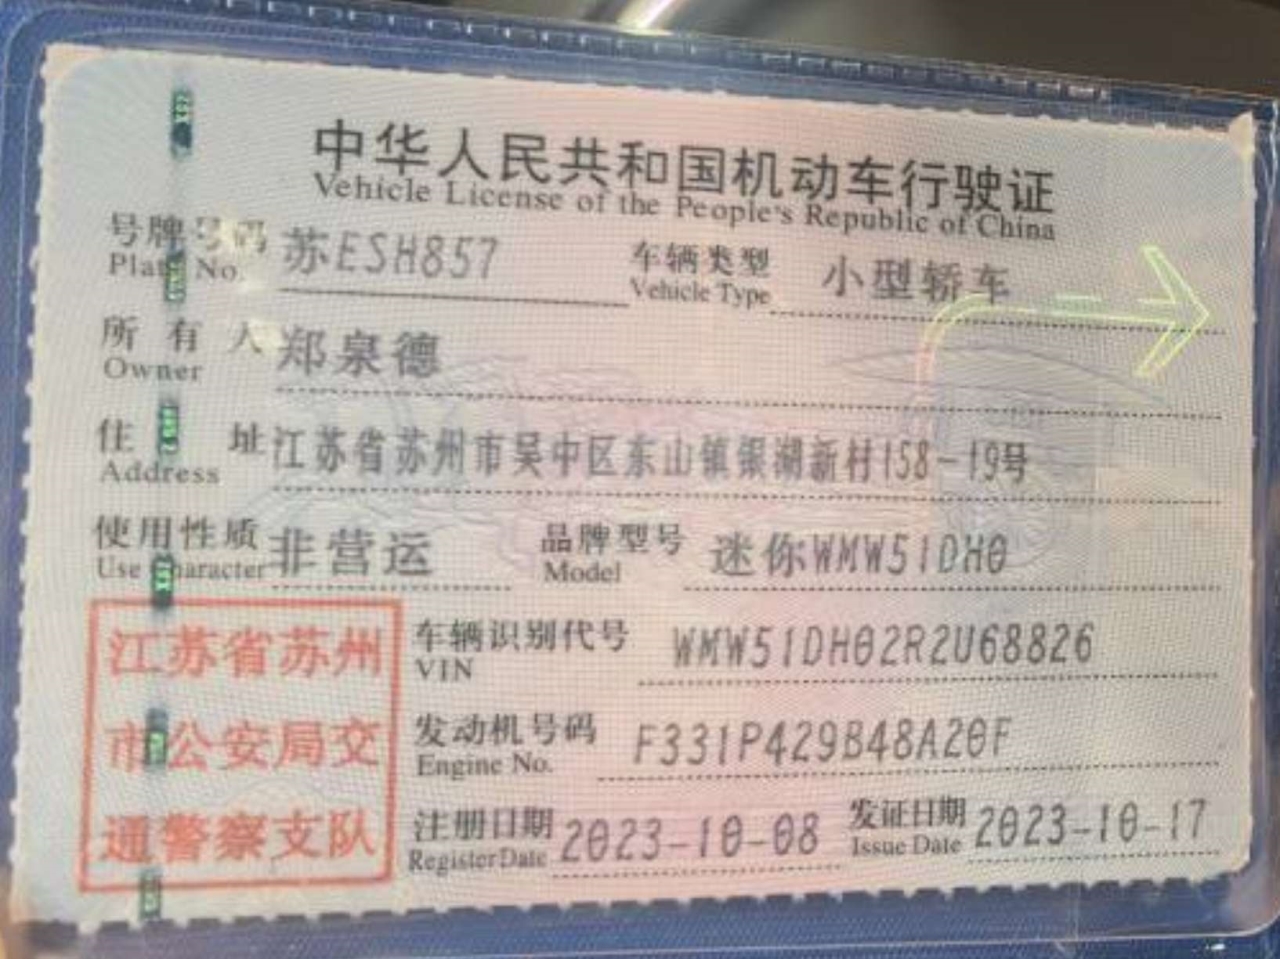 中华人民共和国机动车行驶证
Vehicle License of the People's Republic of China
号牌号码 苏ESH857 车辆类型 小型轿车
Plate No. Vehicle Type
所有人 郑泉德
Owner
住址 江苏省苏州市吴中区东山镇银湖新村158-19号
Address
使用性质 非营运 品牌型号 迷你WMW51DH0
Use Character Model
江苏省苏州
市公安局交
通警察支队
车辆识别代号 WMW51DH02R2U68826
VIN
发动机号码 F331P429B48A20F
Engine No.
注册日期 2023-10-08 发证日期 2023-10-17
Register Date Issue Date